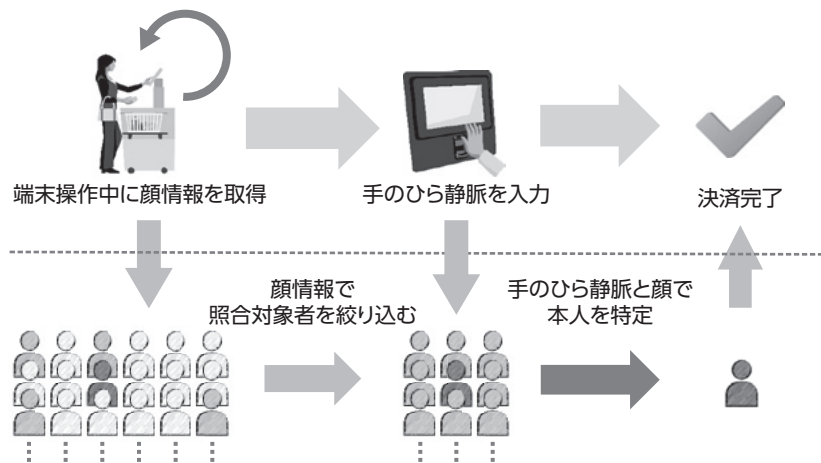 端末操作中に顔情報を取得
手のひら静脈を入力
決済完了
顔情報で
照合対象者を絞り込む
手のひら静脈と顔で
本人を特定